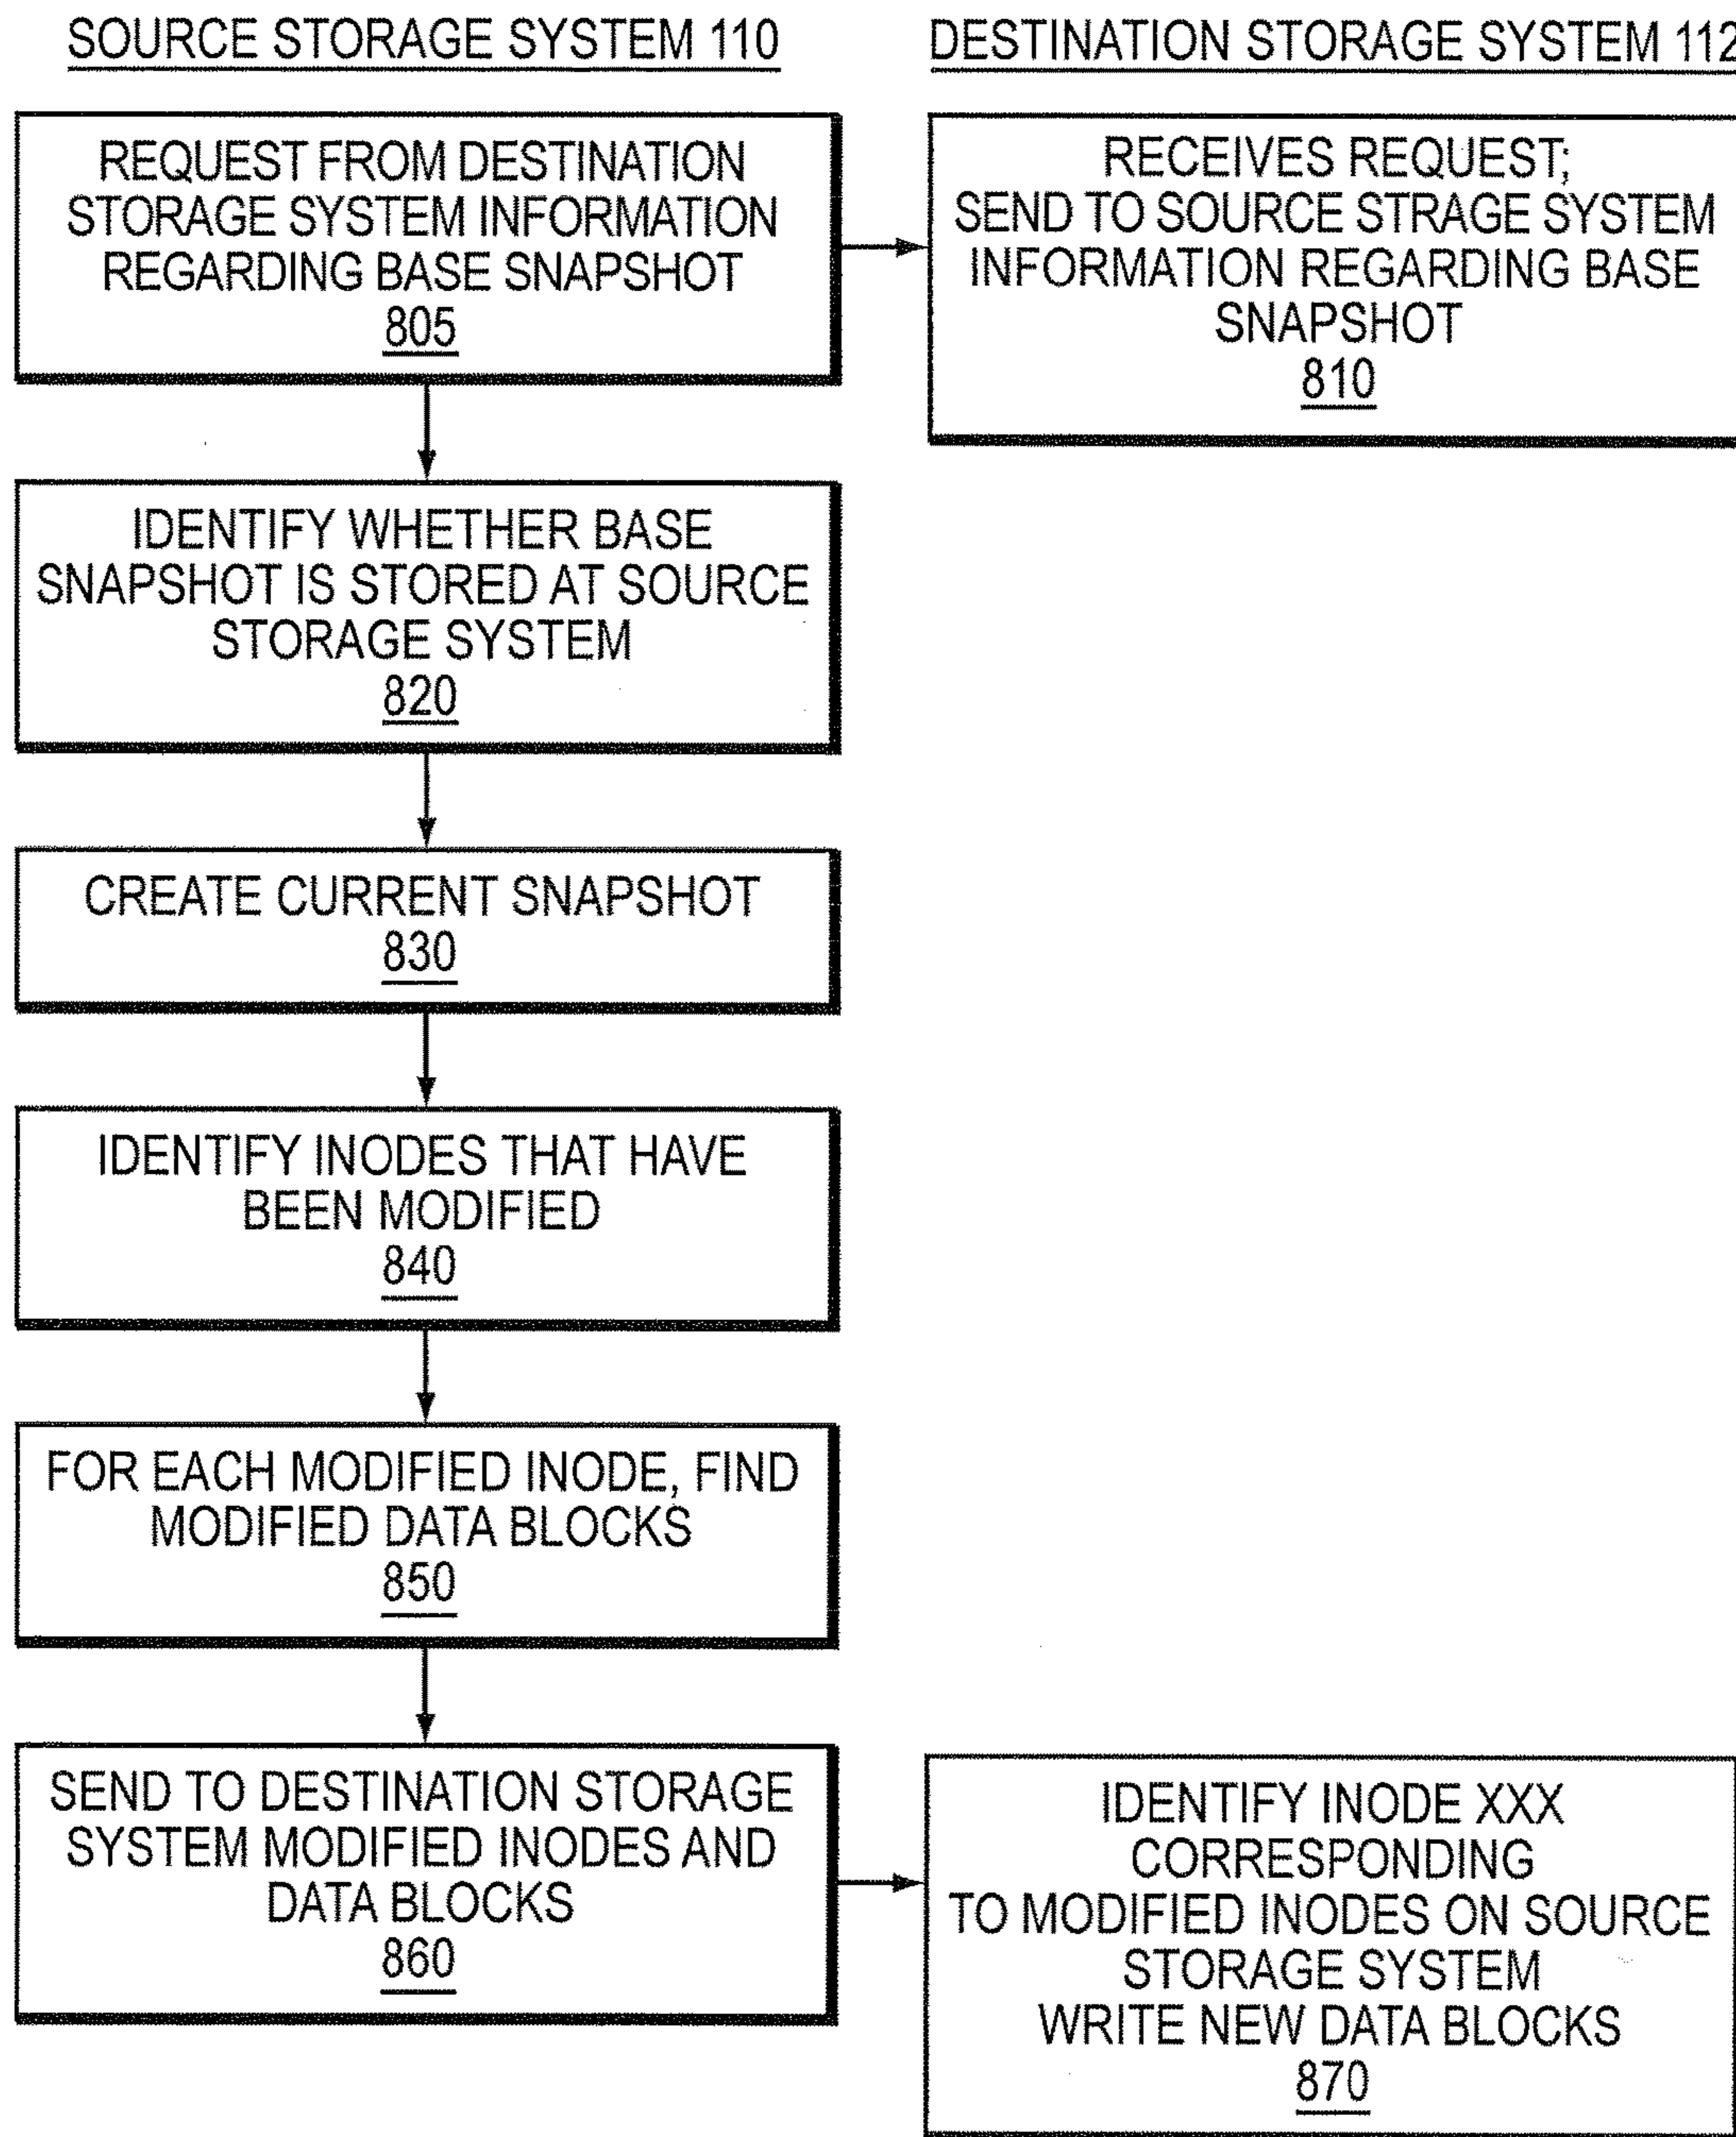 SOURCE STORAGE SYSTEM 110
DESTINATION STORAGE SYSTEM 112
REQUEST FROM DESTINATION
STORAGE SYSTEM INFORMATION
REGARDING BASE SNAPSHOT
805
RECEIVES REQUEST;
SEND TO SOURCE STRAGE SYSTEM
INFORMATION REGARDING BASE
SNAPSHOT
810
IDENTIFY WHETHER BASE
SNAPSHOT IS STORED AT SOURCE
STORAGE SYSTEM
820
CREATE CURRENT SNAPSHOT
830
IDENTIFY INODES THAT HAVE
BEEN MODIFIED
840
FOR EACH MODIFIED INODE, FIND
MODIFIED DATA BLOCKS
850
SEND TO DESTINATION STORAGE
SYSTEM MODIFIED INODES AND
DATA BLOCKS
860
IDENTIFY INODE XXX
CORRESPONDING
TO MODIFIED INODES ON SOURCE
STORAGE SYSTEM
WRITE NEW DATA BLOCKS
870